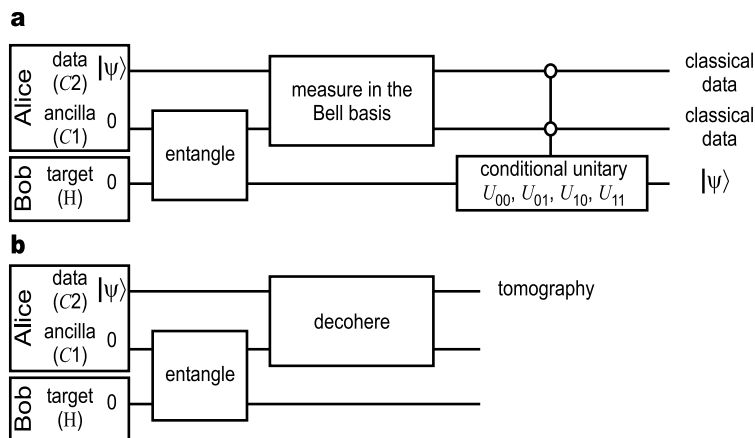 a
Alice
data
(C2)
|ψ⟩
ancilla
(C1)
0
Bob
target
(H)
0
entangle
measure in the
Bell basis
conditional unitary
U00, U01, U10, U11
classical
data
classical
data
|ψ⟩
b
Alice
data
(C2)
|ψ⟩
ancilla
(C1)
0
Bob
target
(H)
0
entangle
decohere
tomography